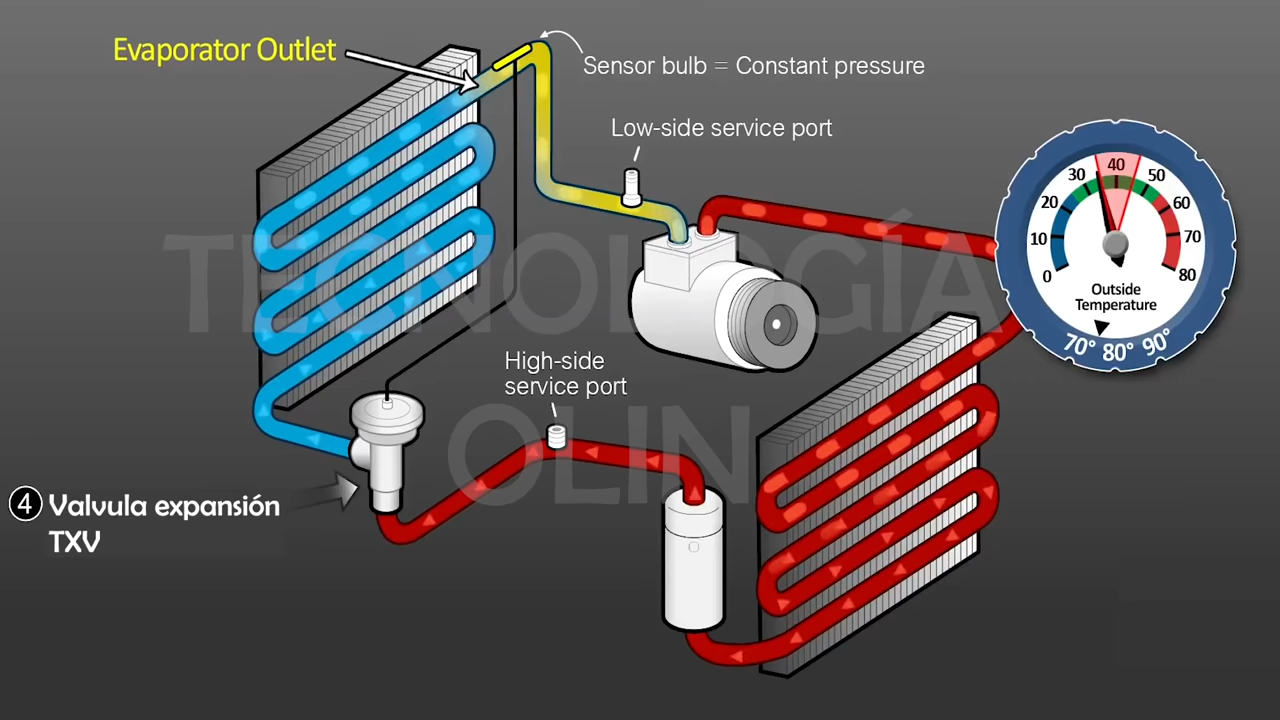 Evaporator Outlet
Sensor bulb = Constant pressure
Low-side service port
0
10
20
30
40
50
60
70
80
Outside
Temperature
70° 80° 90°
TECNOLOGÍA
OLIN
High-side
service port
4 Valvula expansión
TXV